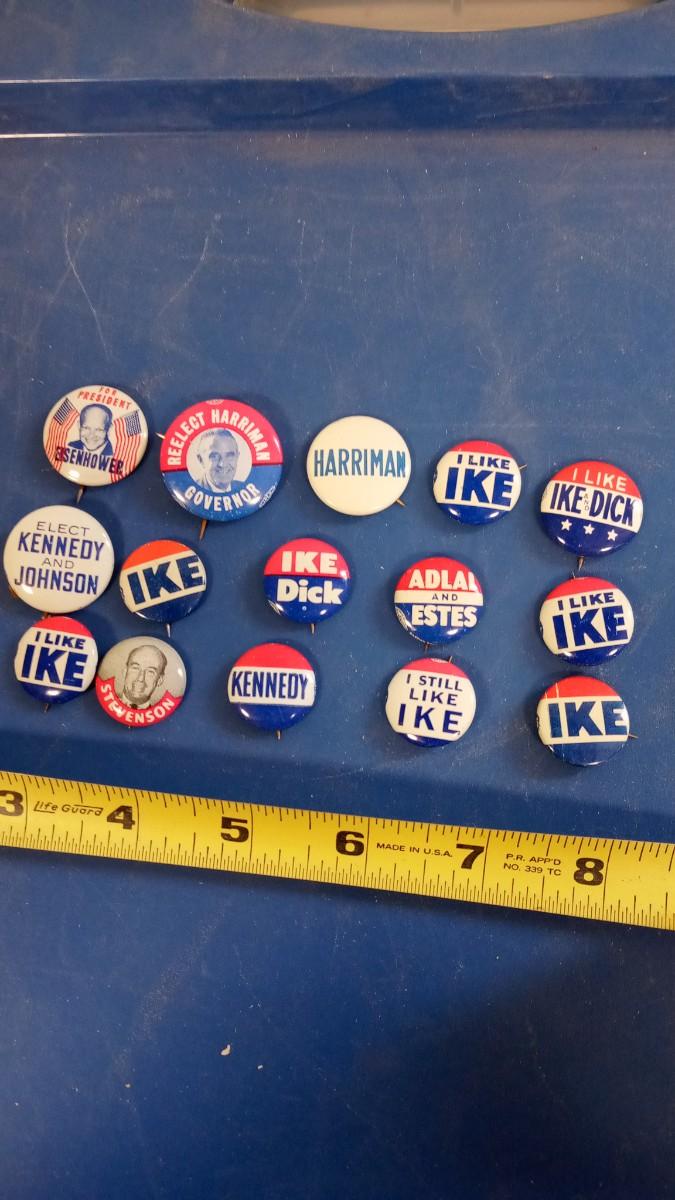 FOR
PRESIDENT
EISENHOWER
REELECT HARRIMAN
GOVERNOR
HARRIMAN
I LIKE
IKE
I LIKE
IKE AND DICK
ELECT
KENNEDY
AND
JOHNSON
IKE
IKE
Dick
ADLAI
AND
ESTES
I LIKE
IKE
I LIKE
IKE
STEVENSON
KENNEDY
I STILL
LIKE
IKE
IKE
3 Life Guard 4 5 6 MADE IN U.S.A. 7 P.R. APP'D 8
NO. 339 TC